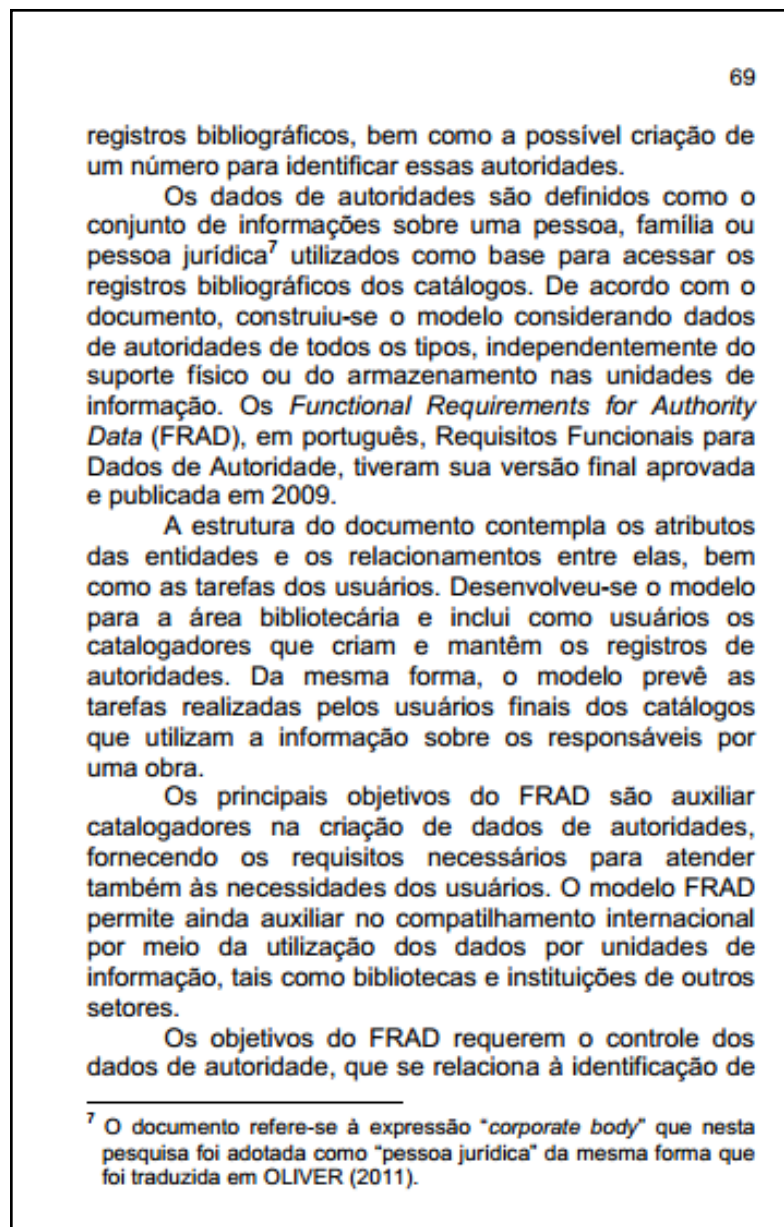 69
registros bibliográficos, bem como a possível criação de
um número para identificar essas autoridades.
Os dados de autoridades são definidos como o
conjunto de informações sobre uma pessoa, família ou
pessoa jurídica⁷ utilizados como base para acessar os
registros bibliográficos dos catálogos. De acordo com o
documento, construiu-se o modelo considerando dados
de autoridades de todos os tipos, independentemente do
suporte físico ou do armazenamento nas unidades de
informação. Os Functional Requirements for Authority
Data (FRAD), em português, Requisitos Funcionais para
Dados de Autoridade, tiveram sua versão final aprovada
e publicada em 2009.
A estrutura do documento contempla os atributos
das entidades e os relacionamentos entre elas, bem
como as tarefas dos usuários. Desenvolveu-se o modelo
para a área bibliotecária e inclui como usuários os
catalogadores que criam e mantêm os registros de
autoridades. Da mesma forma, o modelo prevê as
tarefas realizadas pelos usuários finais dos catálogos
que utilizam a informação sobre os responsáveis por
uma obra.
Os principais objetivos do FRAD são auxiliar
catalogadores na criação de dados de autoridades,
fornecendo os requisitos necessários para atender
também às necessidades dos usuários. O modelo FRAD
permite ainda auxiliar no compatilhamento internacional
por meio da utilização dos dados por unidades de
informação, tais como bibliotecas e instituições de outros
setores.
Os objetivos do FRAD requerem o controle dos
dados de autoridade, que se relaciona à identificação de
⁷ O documento refere-se à expressão “corporate body” que nesta
pesquisa foi adotada como “pessoa jurídica” da mesma forma que
foi traduzida em OLIVER (2011).